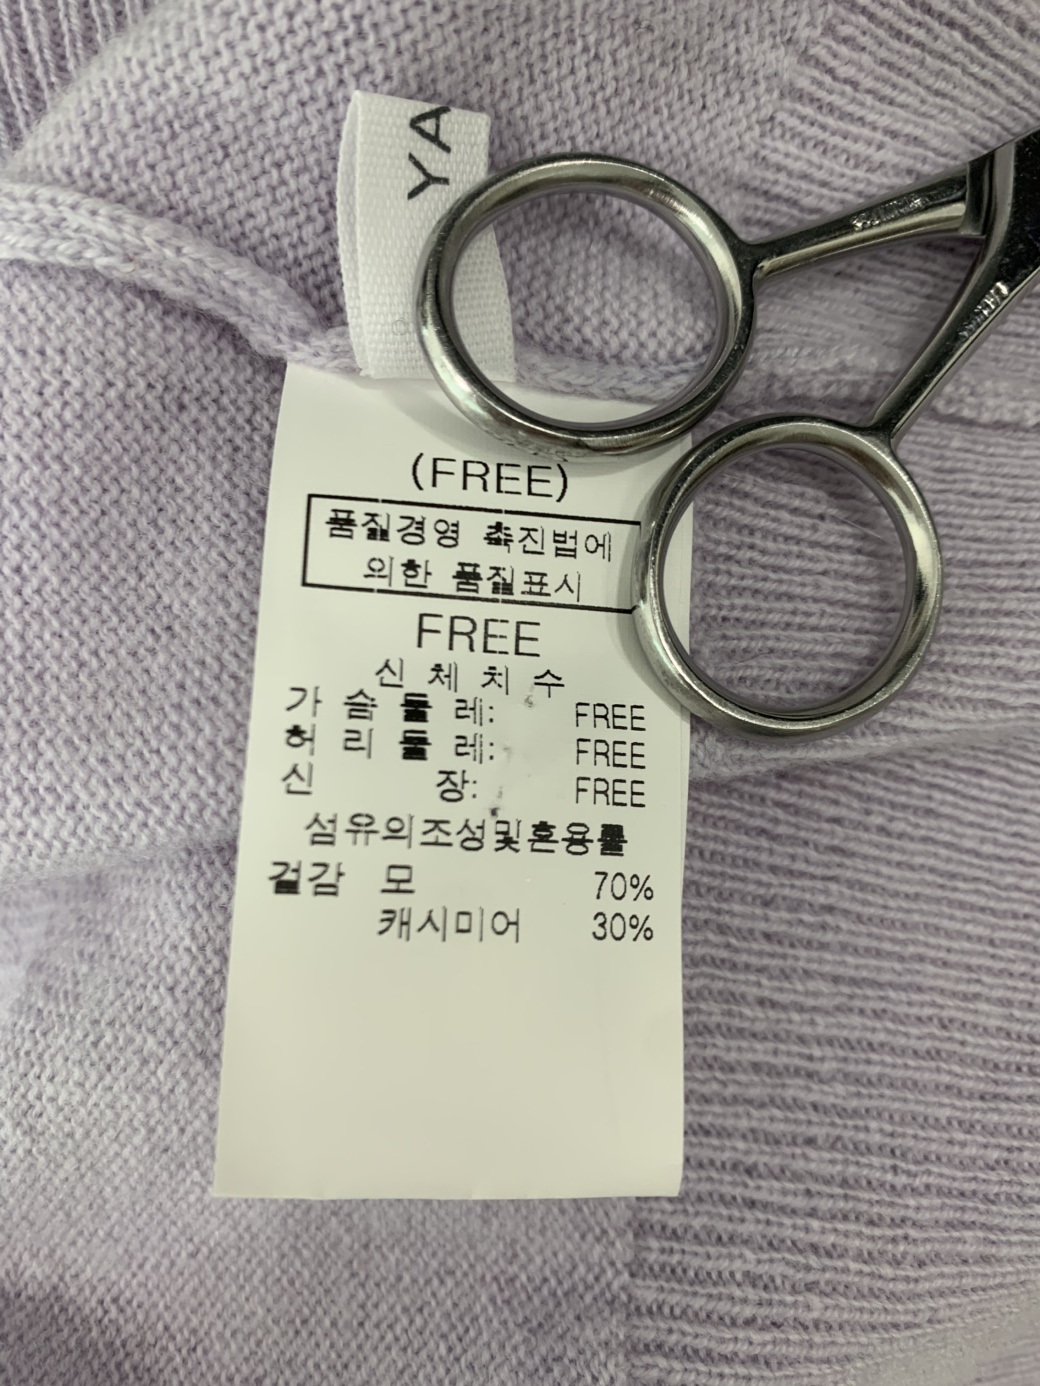 YA
(FREE)
품질경영 촉진법에
의한 품질표시
FREE
신 체 치 수
가 슴 둘 레: FREE
허 리 둘 레: FREE
신 장: FREE
섬유의조성및혼용률
겉감 모 70%
캐시미어 30%